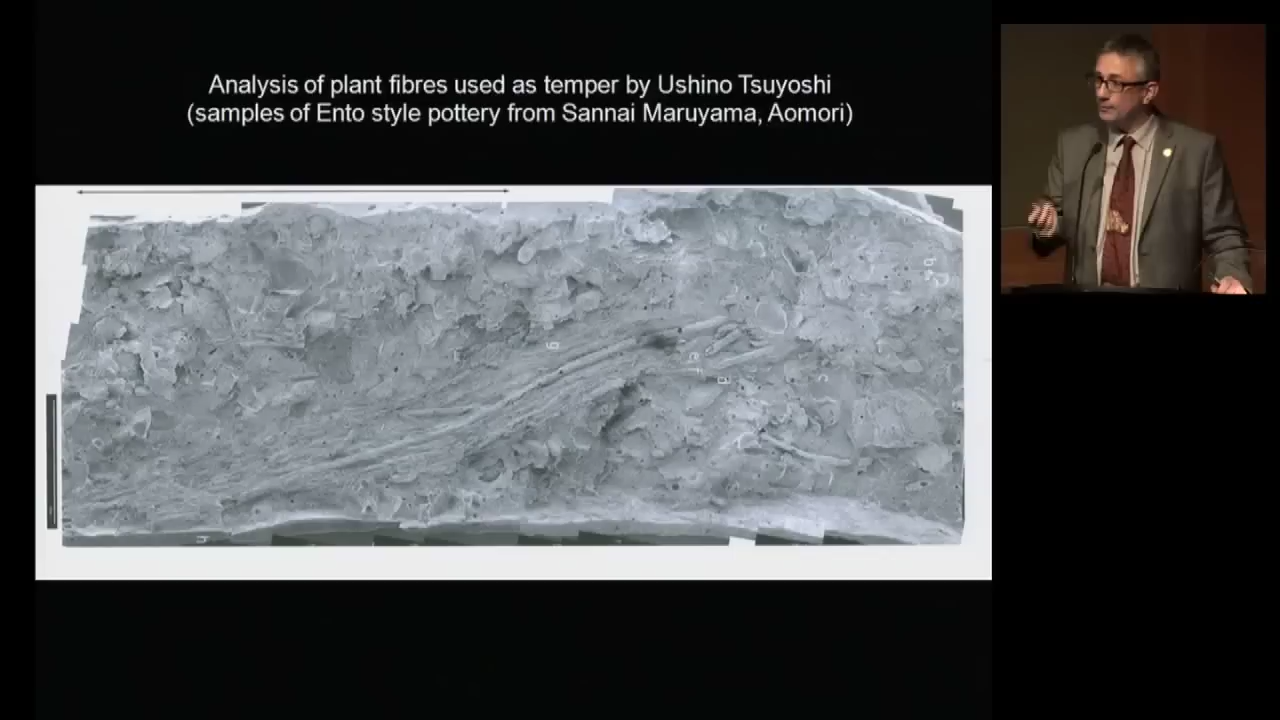 Analysis of plant fibres used as temper by Ushino Tsuyoshi
(samples of Ento style pottery from Sannai Maruyama, Aomori)